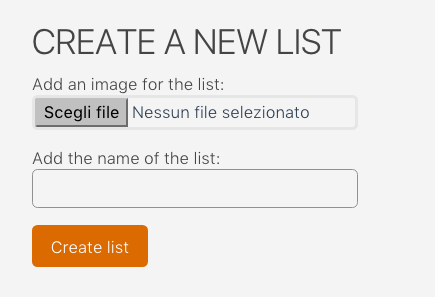 CREATE A NEW LIST
Add an image for the list:
Scegli file Nessun file selezionato
Add the name of the list:
Create list